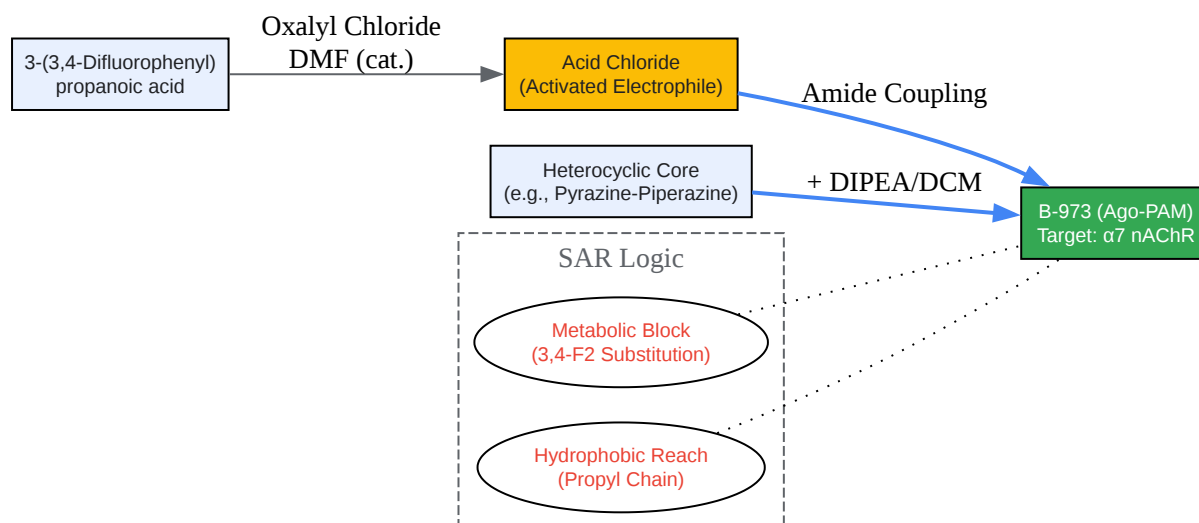 3-(3,4-Difluorophenyl)
propanoic acid
Oxalyl Chloride
DMF (cat.)
Acid Chloride
(Activated Electrophile)
Amide Coupling
Heterocyclic Core
(e.g., Pyrazine-Piperazine)
+ DIPEA/DCM
B-973 (Ago-PAM)
Target: α7 nAChR
SAR Logic
Metabolic Block
(3,4-F2 Substitution)
Hydrophobic Reach
(Propyl Chain)